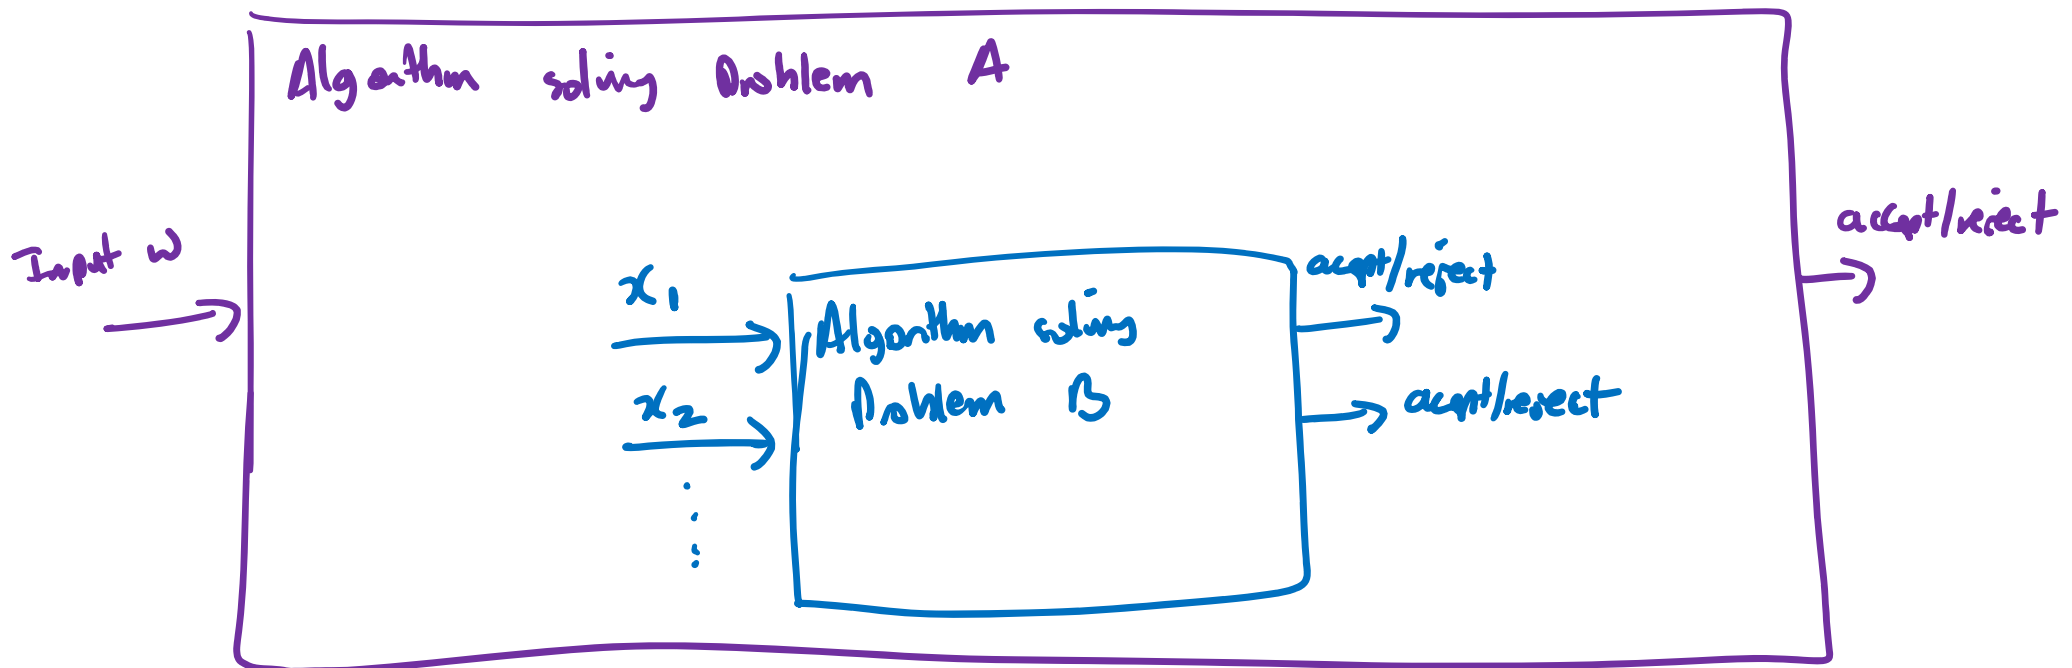 Algorithm solving Problem A
Input w
accept/reject
x₁
accept/reject
Algorithm solving
Problem B
x₂
accept/reject